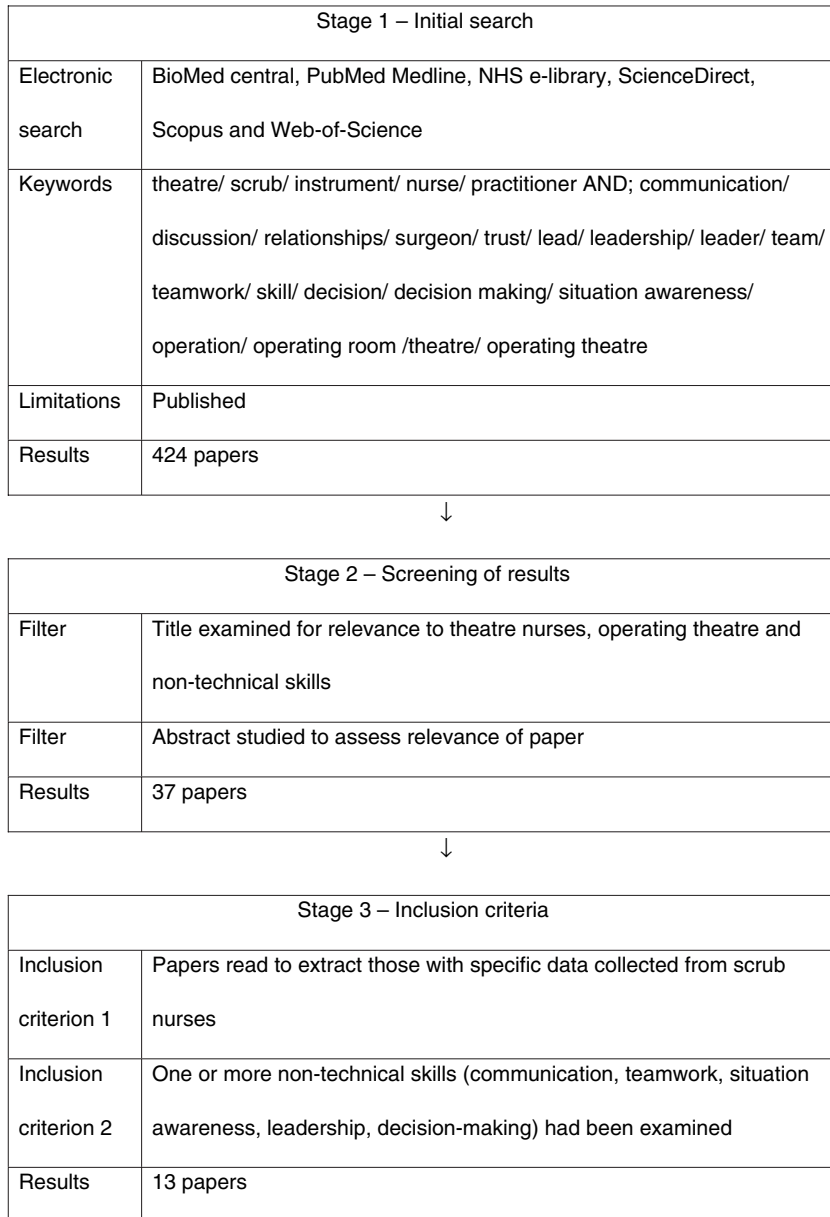 Stage 1 – Initial search
Electronic
search
BioMed central, PubMed Medline, NHS e-library, ScienceDirect,
Scopus and Web-of-Science
Keywords
theatre/ scrub/ instrument/ nurse/ practitioner AND; communication/
discussion/ relationships/ surgeon/ trust/ lead/ leadership/ leader/ team/
teamwork/ skill/ decision/ decision making/ situation awareness/
operation/ operating room /theatre/ operating theatre
Limitations
Published
Results
424 papers
↓
Stage 2 – Screening of results
Filter
Title examined for relevance to theatre nurses, operating theatre and
non-technical skills
Filter
Abstract studied to assess relevance of paper
Results
37 papers
↓
Stage 3 – Inclusion criteria
Inclusion
criterion 1
Papers read to extract those with specific data collected from scrub
nurses
Inclusion
criterion 2
One or more non-technical skills (communication, teamwork, situation
awareness, leadership, decision-making) had been examined
Results
13 papers